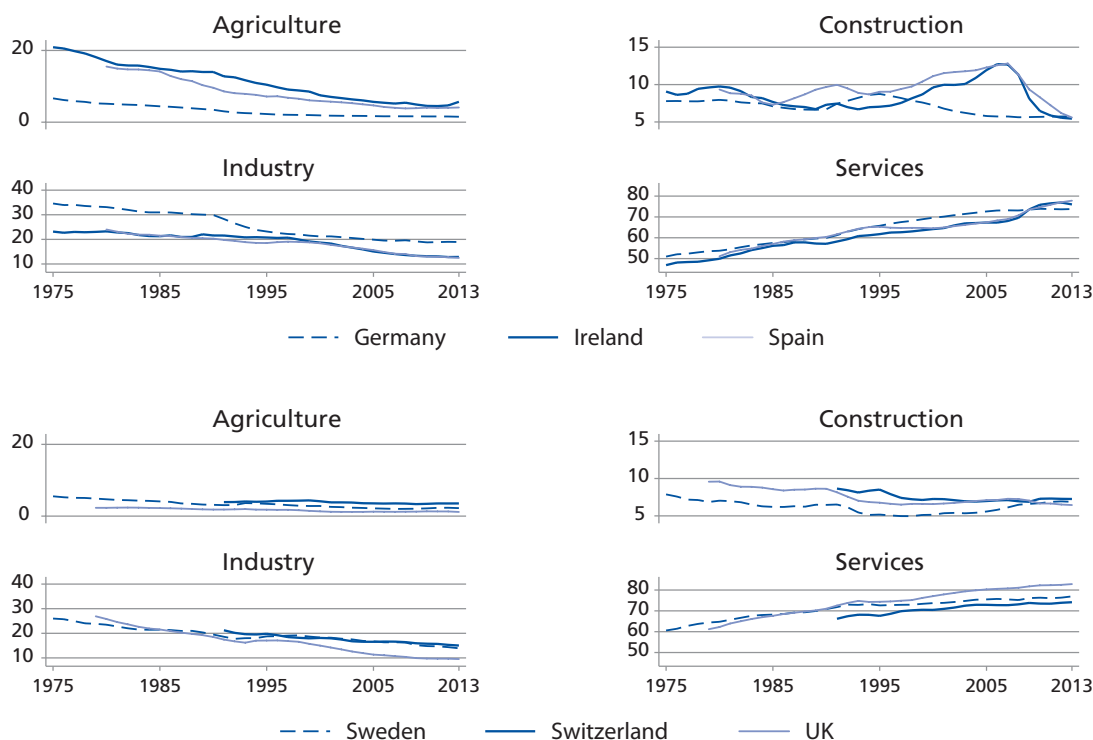 Agriculture
20
0
Construction
15
10
5
Industry
40
30
20
10
1975 1985 1995 2005 2013
Services
80
70
60
50
1975 1985 1995 2005 2013
Germany Ireland Spain
Agriculture
20
0
Construction
15
10
5
Industry
40
30
20
10
1975 1985 1995 2005 2013
Services
80
70
60
50
1975 1985 1995 2005 2013
Sweden Switzerland UK